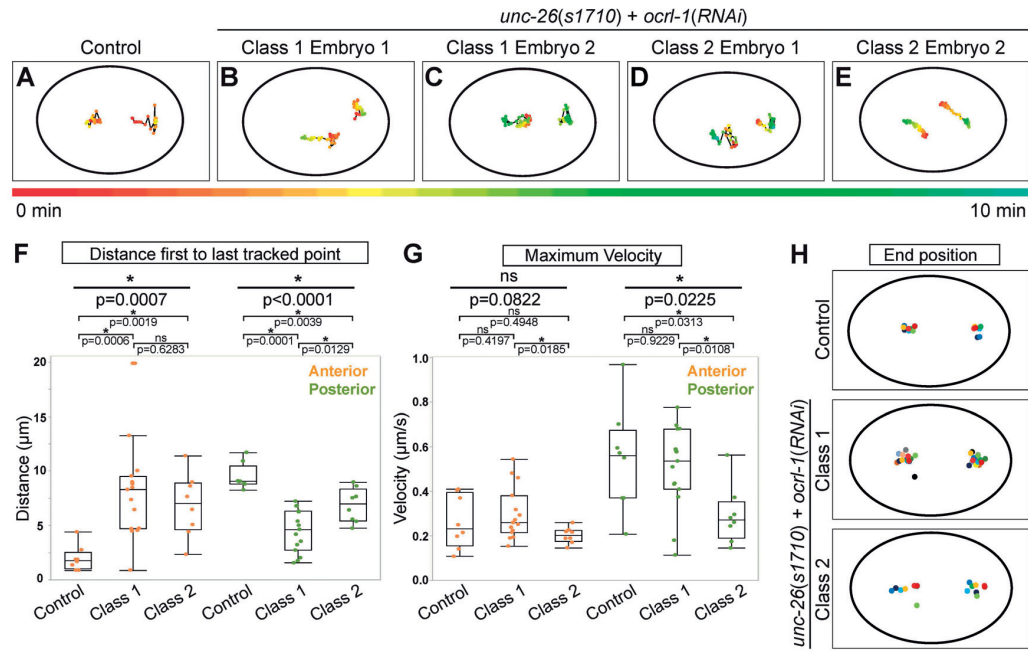 unc-26(s1710) + ocrl-1(RNAi)
Control
Class 1 Embryo 1
Class 1 Embryo 2
Class 2 Embryo 1
Class 2 Embryo 2
A
B
C
D
E
0 min
10 min
F
Distance first to last tracked point
*
*
p=0.0007
p<0.0001
*
*
p=0.0019
p=0.0039
*
ns
*
*
p=0.0006
p=0.6283
p=0.0001
p=0.0129
Anterior
Posterior
Distance (µm)
20
15
10
5
0
Control
Class 1
Class 2
Control
Class 1
Class 2
G
Maximum Velocity
ns
*
p=0.0822
p=0.0225
ns
*
p=0.4948
p=0.0313
ns
*
ns
*
p=0.4197
p=0.0185
p=0.9229
p=0.0108
Anterior
Posterior
Velocity (µm/s)
1.0
0.8
0.6
0.4
0.2
0.0
Control
Class 1
Class 2
Control
Class 1
Class 2
H
End position
Control
unc-26(s1710) + ocrl-1(RNAi)
Class 1
Class 2